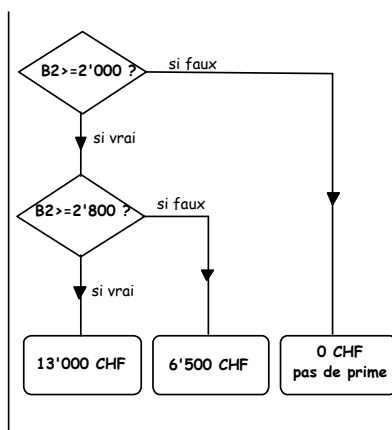 B2>=2'000 ?
si faux
si vrai
B2>=2'800 ?
si faux
si vrai
13'000 CHF
6'500 CHF
0 CHF
pas de prime